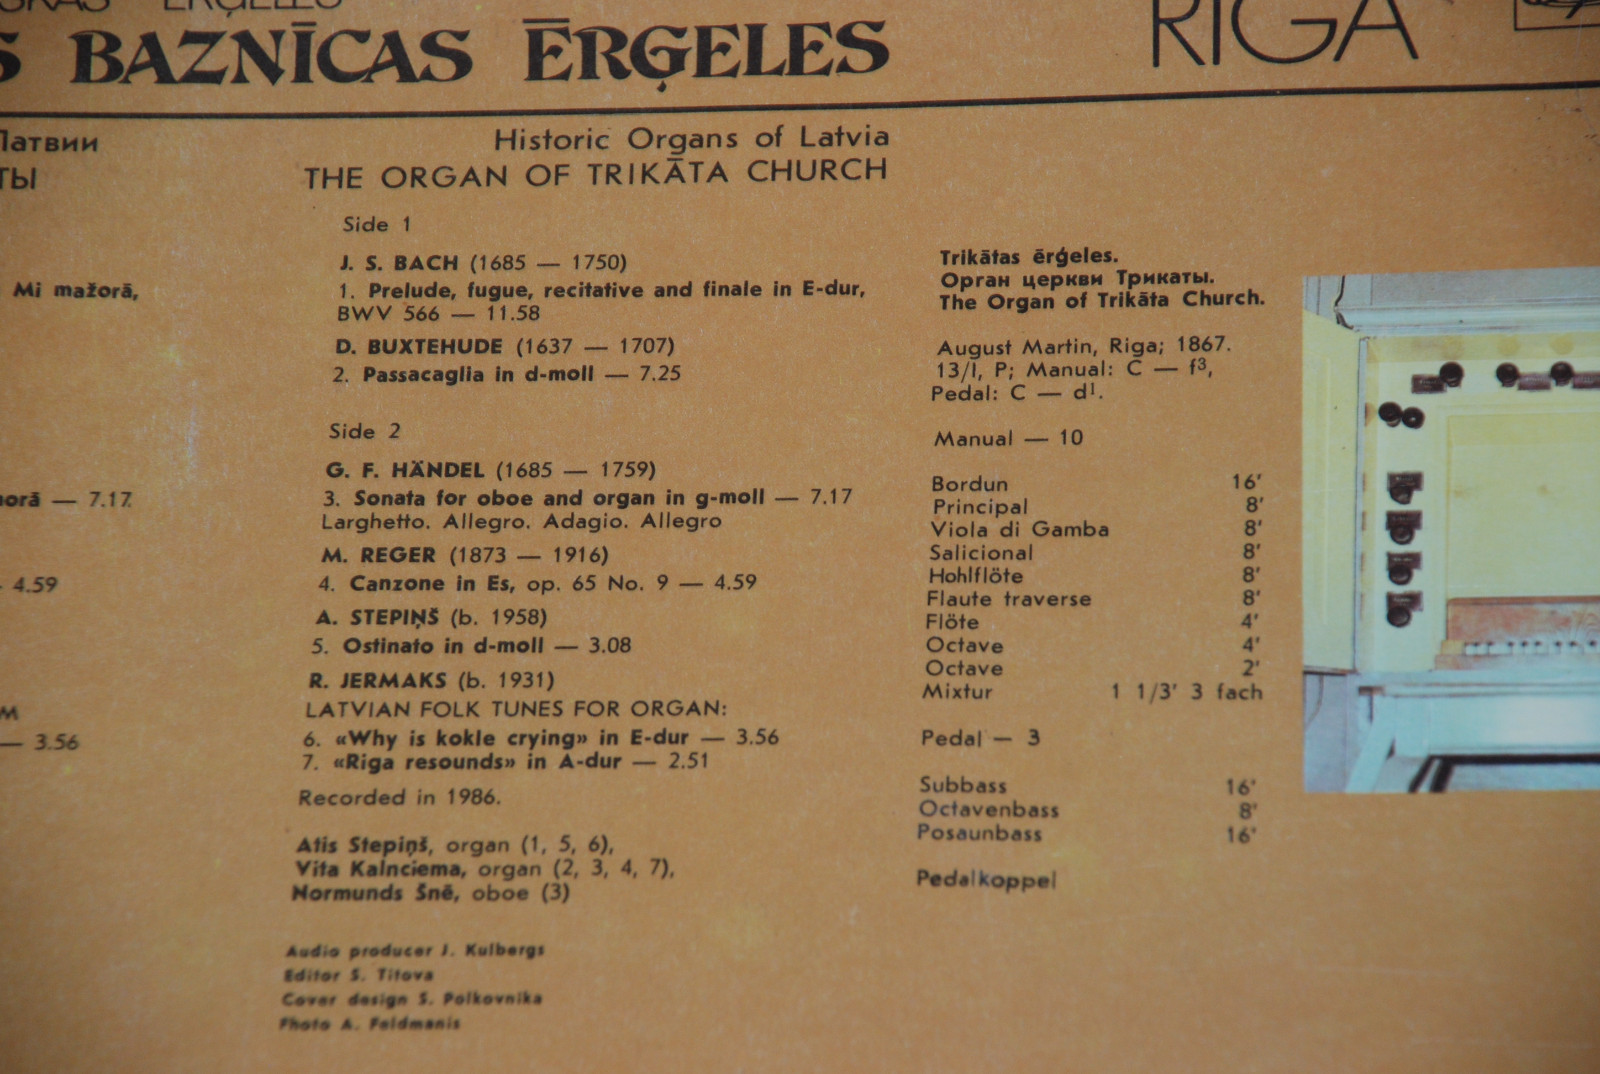 ĒRĢELES
BAZNĪCAS ĒRĢELES
RIGA
Латвии
ТЫ
Mi mažorā,
— 7.17
4.59
— 3.56
Historic Organs of Latvia
THE ORGAN OF TRIKĀTA CHURCH
Side 1
J. S. BACH (1685 — 1750)
1. Prelude, fugue, recitative and finale in E-dur,
BWV 566 — 11.58
D. BUXTEHUDE (1637 — 1707)
2. Passacaglia in d-moll — 7.25
Side 2
G. F. HÄNDEL (1685 — 1759)
3. Sonata for oboe and organ in g-moll — 7.17
Larghetto. Allegro. Adagio. Allegro
M. REGER (1873 — 1916)
4. Canzone in Es, op. 65 No. 9 — 4.59
A. STEPIŅŠ (b. 1958)
5. Ostinato in d-moll — 3.08
R. JERMAKS (b. 1931)
LATVIAN FOLK TUNES FOR ORGAN:
6. «Why is kokle crying» in E-dur — 3.56
7. «Riga resounds» in A-dur — 2.51
Recorded in 1986.
Atis Stepiņš, organ (1, 5, 6),
Vita Kalnciema, organ (2, 3, 4, 7),
Normunds Šnē, oboe (3)
Audio producer J. Kulbergs
Editor S. Titova
Cover design S. Polkovnika
Photo A. Feldmanis
Trikātas ērģeles.
Орган церкви Трикаты.
The Organ of Trikāta Church.
August Martin, Riga; 1867.
13/I, P; Manual: C — f³,
Pedal: C — d¹.
Manual — 10
Bordun 16'
Principal 8'
Viola di Gamba 8'
Salicional 8'
Hohlflöte 8'
Flaute traverse 8'
Flöte 4'
Octave 4'
Octave 2'
Mixtur 1 1/3' 3 fach
Pedal — 3
Subbass 16'
Octavenbass 8'
Posaunbass 16'
Pedalkoppel